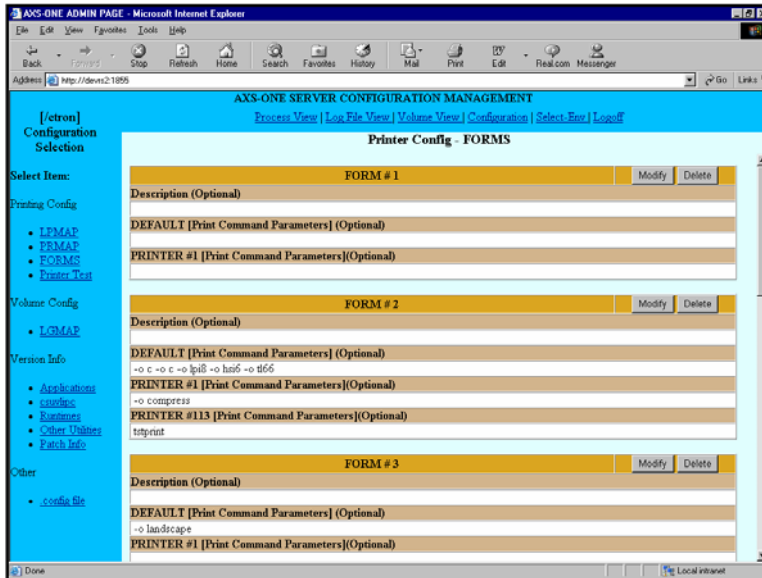 AXS-ONE ADMIN PAGE - Microsoft Internet Explorer
File Edit View Favorites Tools Help
Back Forward Stop Refresh Home Search Favorites History Mail Print Edit Real.com Messenger
Address http://devrs2:1855 Go Links
AXS-ONE SERVER CONFIGURATION MANAGEMENT
Process View | Log File View | Volume View | Configuration | Select-Env | Logoff
[/etron]
Configuration
Selection
Select Item:
Printing Config
LPMAP
PRMAP
FORMS
Printer Test
Volume Config
LGMAP
Version Info
Applications
csuvlipc
Runtimes
Other Utilities
Patch Info
Other
.config file
Printer Config - FORMS
FORM # 1 Modify Delete
Description (Optional)
DEFAULT [Print Command Parameters] (Optional)
PRINTER #1 [Print Command Parameters](Optional)
FORM # 2 Modify Delete
Description (Optional)
DEFAULT [Print Command Parameters] (Optional)
-o c -o c -o lpi8 -o hsi6 -o tl66
PRINTER #1 [Print Command Parameters](Optional)
-o compress
PRINTER #113 [Print Command Parameters](Optional)
tstprint
FORM # 3 Modify Delete
Description (Optional)
DEFAULT [Print Command Parameters] (Optional)
-o landscape
PRINTER #1 [Print Command Parameters](Optional)
Done Local intranet